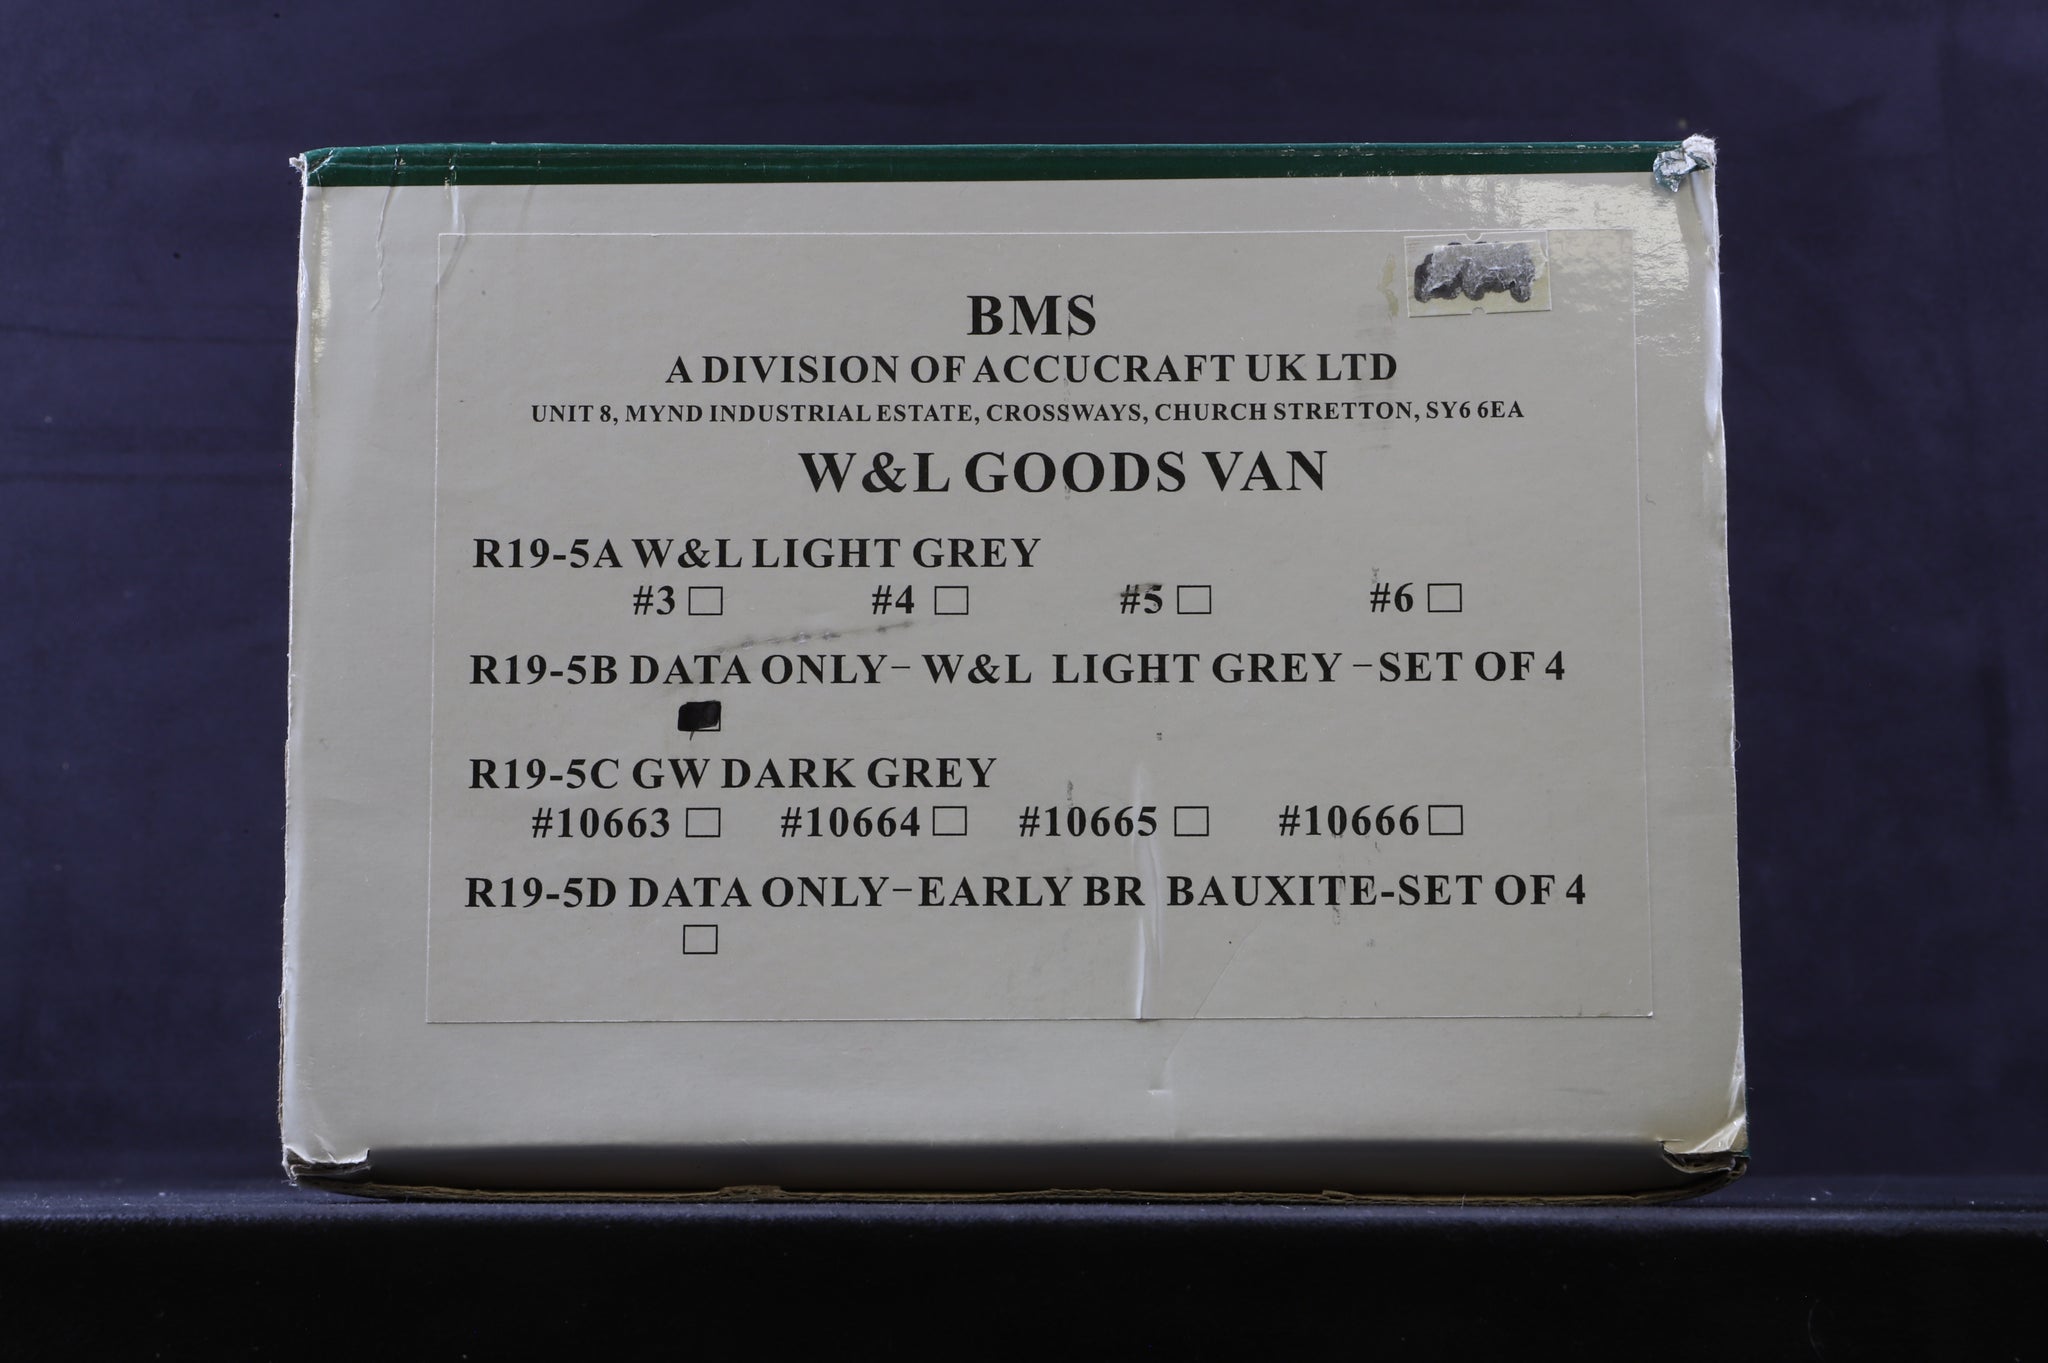 BMS
A DIVISION OF ACCUCRAFT UK LTD
UNIT 8, MYND INDUSTRIAL ESTATE, CROSSWAYS, CHURCH STRETTON, SY6 6EA
W&L GOODS VAN
R19-5A W&L LIGHT GREY
#3 #4 #5 #6
R19-5B DATA ONLY- W&L LIGHT GREY -SET OF 4
R19-5C GW DARK GREY
#10663 #10664 #10665 #10666
R19-5D DATA ONLY-EARLY BR BAUXITE-SET OF 4